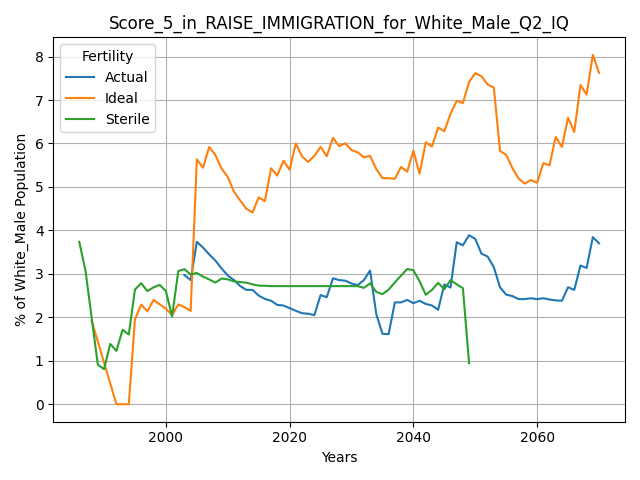 Score_5_in_RAISE_IMMIGRATION_for_White_Male_Q2_IQ
Fertility
Actual
Ideal
Sterile
% of White_Male Population
8
7
6
5
4
3
2
1
0
2000
2020
2040
2060
Years